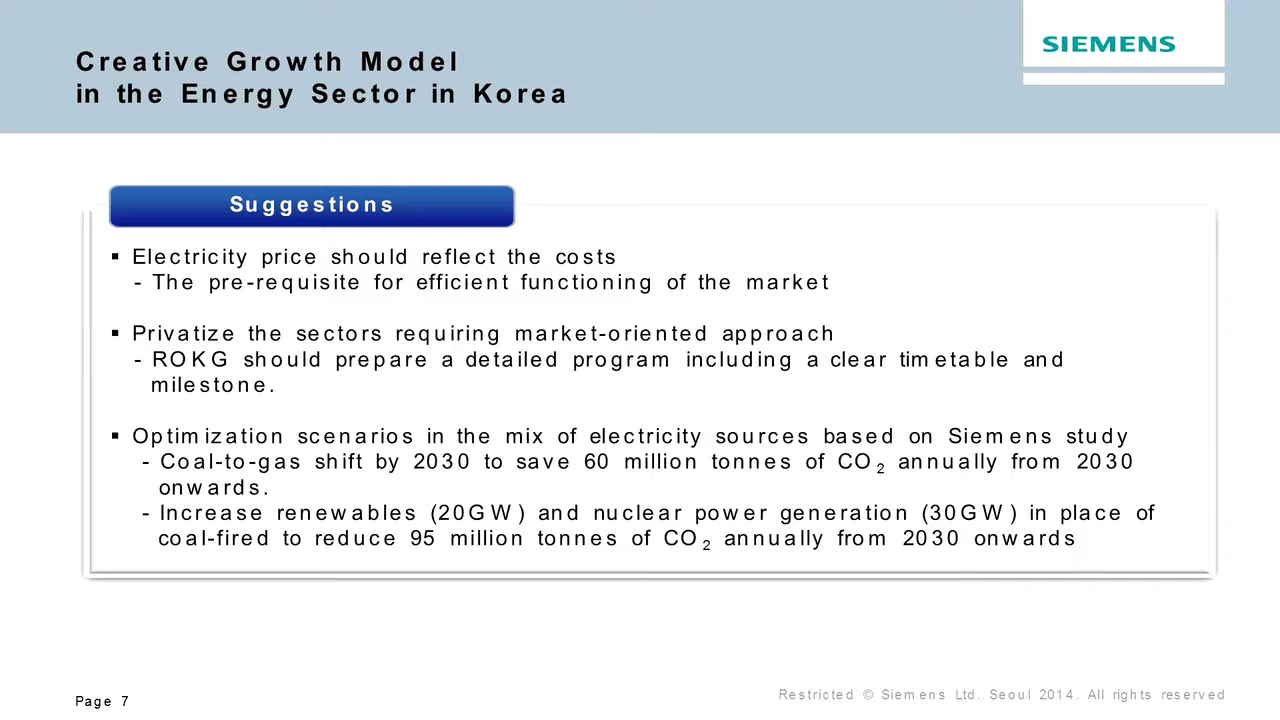 Creative Growth Model
in the Energy Sector in Korea
SIEMENS
Suggestions
▪ Electricity price should reflect the costs
- The pre-requisite for efficient functioning of the market
▪ Privatize the sectors requiring market-oriented approach
- ROKG should prepare a detailed program including a clear timetable and
milestone.
▪ Optimization scenarios in the mix of electricity sources based on Siemens study
- Coal-to-gas shift by 2030 to save 60 million tonnes of CO2 annually from 2030
onwards.
- Increase renewables (20GW) and nuclear power generation (30GW) in place of
coal-fired to reduce 95 million tonnes of CO2 annually from 2030 onwards
Page 7
Restricted © Siemens Ltd. Seoul 2014. All rights reserved